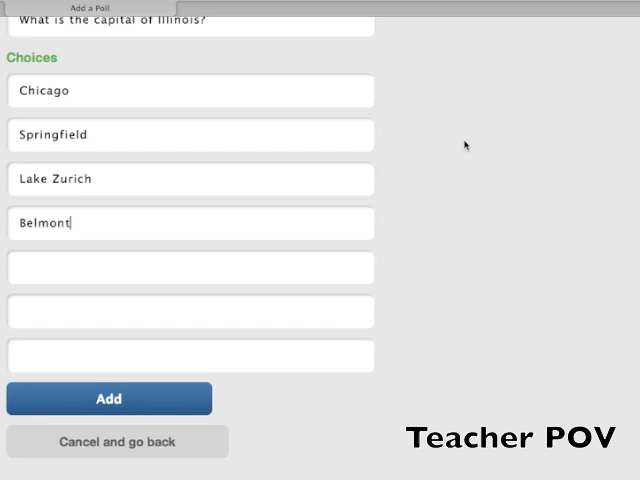 Add a Poll
What is the capital of Illinois?
Choices
Chicago
Springfield
Lake Zurich
Belmont
Add
Cancel and go back
Teacher POV